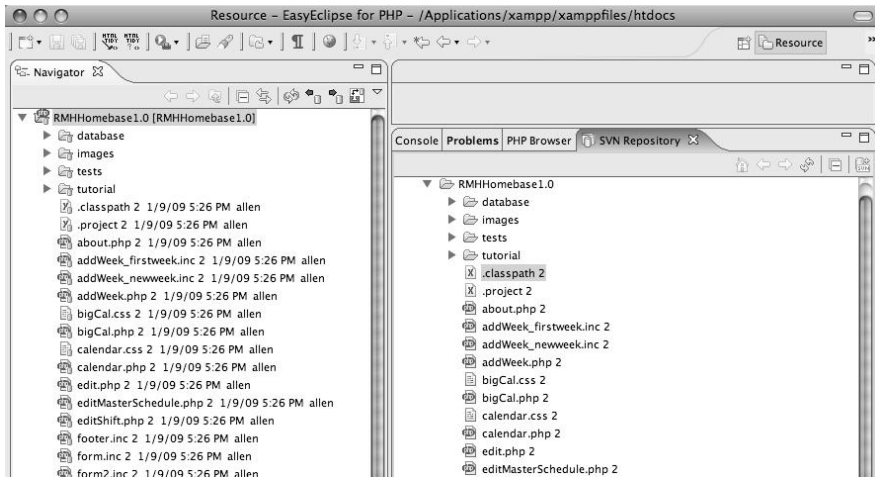 Resource - EasyEclipse for PHP - /Applications/xampp/xamppfiles/htdocs
HTML TIDY
HTML TIDY ?
Resource
»
Navigator
RMHHomebase1.0 [RMHHomebase1.0]
database
images
tests
tutorial
.classpath 2 1/9/09 5:26 PM allen
.project 2 1/9/09 5:26 PM allen
about.php 2 1/9/09 5:26 PM allen
addWeek_firstweek.inc 2 1/9/09 5:26 PM allen
addWeek_newweek.inc 2 1/9/09 5:26 PM allen
addWeek.php 2 1/9/09 5:26 PM allen
bigCal.css 2 1/9/09 5:26 PM allen
bigCal.php 2 1/9/09 5:26 PM allen
calendar.css 2 1/9/09 5:26 PM allen
calendar.php 2 1/9/09 5:26 PM allen
edit.php 2 1/9/09 5:26 PM allen
editMasterSchedule.php 2 1/9/09 5:26 PM allen
editShift.php 2 1/9/09 5:26 PM allen
footer.inc 2 1/9/09 5:26 PM allen
form.inc 2 1/9/09 5:26 PM allen
form2.inc 2 1/9/09 5:26 PM allen
Console Problems PHP Browser SVN Repository
RMHHomebase1.0
database
images
tests
tutorial
.classpath 2
.project 2
about.php 2
addWeek_firstweek.inc 2
addWeek_newweek.inc 2
addWeek.php 2
bigCal.css 2
bigCal.php 2
calendar.css 2
calendar.php 2
edit.php 2
editMasterSchedule.php 2